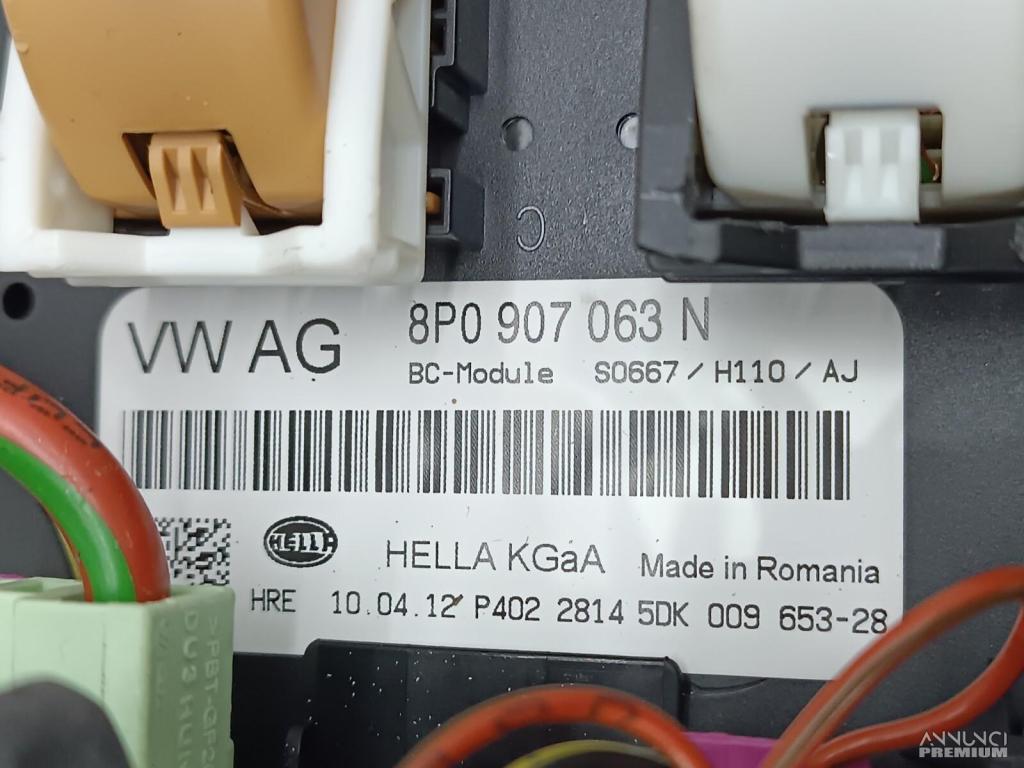 C
VW AG
8P0 907 063 N
BC-Module S0667 / H110 / AJ
HELLA
HELLA KGaA Made in Romania
HRE 10.04.12 P402 2814 5DK 009 653-28
ANNUNCI
PREMIUM